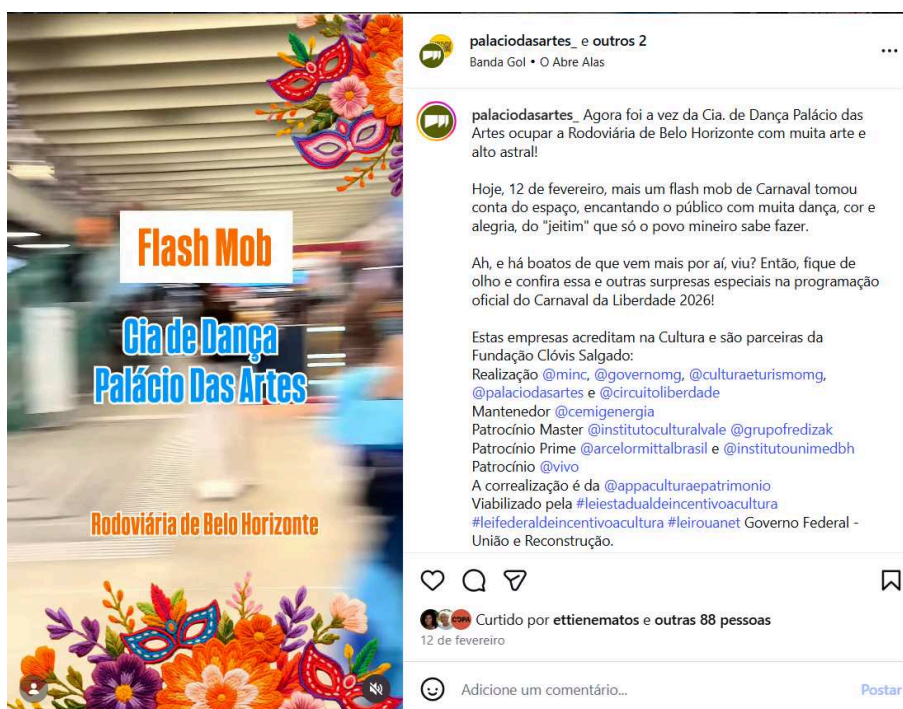 Flash Mob
Cia de Dança
Palácio Das Artes
Rodoviária de Belo Horizonte
palaciodasartes_ e outros 2
Banda Gol • O Abre Alas
palaciodasartes_ Agora foi a vez da Cia. de Dança Palácio das
Artes ocupar a Rodoviária de Belo Horizonte com muita arte e
alto astral!
Hoje, 12 de fevereiro, mais um flash mob de Carnaval tomou
conta do espaço, encantando o público com muita dança, cor e
alegria, do "jeitim" que só o povo mineiro sabe fazer.
Ah, e há boatos de que vem mais por aí, viu? Então, fique de
olho e confira essa e outras surpresas especiais na programação
oficial do Carnaval da Liberdade 2026!
Estas empresas acreditam na Cultura e são parceiras da
Fundação Clóvis Salgado:
Realização @minc, @governomg, @culturaeturismomg,
@palaciodasartes e @circuitoliberdade
Mantenedor @cemigenergia
Patrocínio Master @institutoculturalvale @grupofredizak
Patrocínio Prime @arcelormittalbrasil e @institutounimedbh
Patrocínio @vivo
A correalização é da @appaculturaepatrimonio
Viabilizado pela #leiestadualdeincentivoacultura
#leifederaldeincentivoacultura #leirouanet Governo Federal -
União e Reconstrução.
Curtido por ettienematos e outras 88 pessoas
12 de fevereiro
Adicione um comentário...
Postar